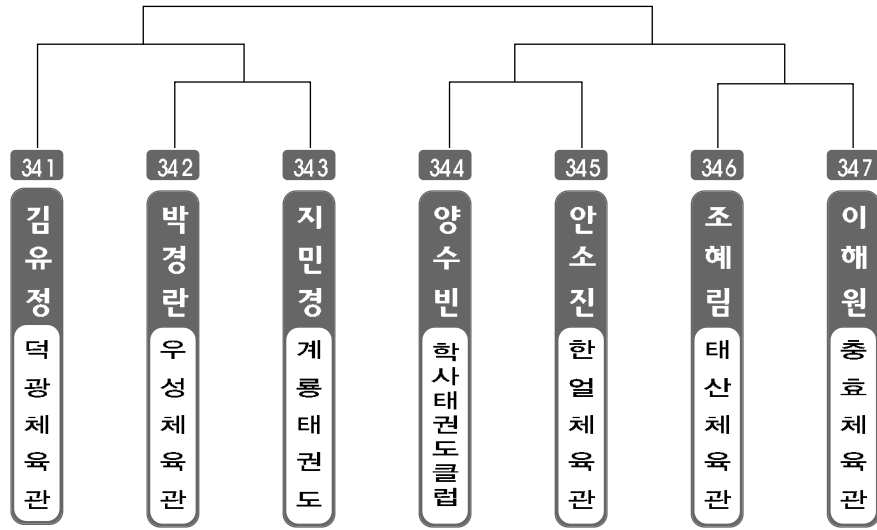 341
김유정
덕광체육관
342
박경란
우성체육관
343
지민경
계룡태권도
344
양수빈
학사태권도클럽
345
안소진
한얼체육관
346
조혜림
태산체육관
347
이해원
충효체육관